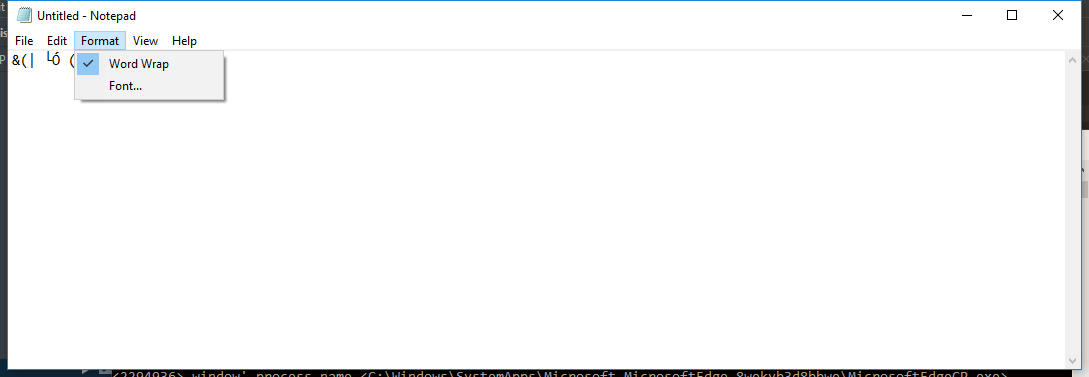 Untitled - Notepad
File Edit Format View Help
&(| └Ó (
Word Wrap
Font...
<2294936> window' process name <C:\Windows\SystemApps\Microsoft.MicrosoftEdge_8wekyb3d8bbwe\MicrosoftEdgeCP.exe>